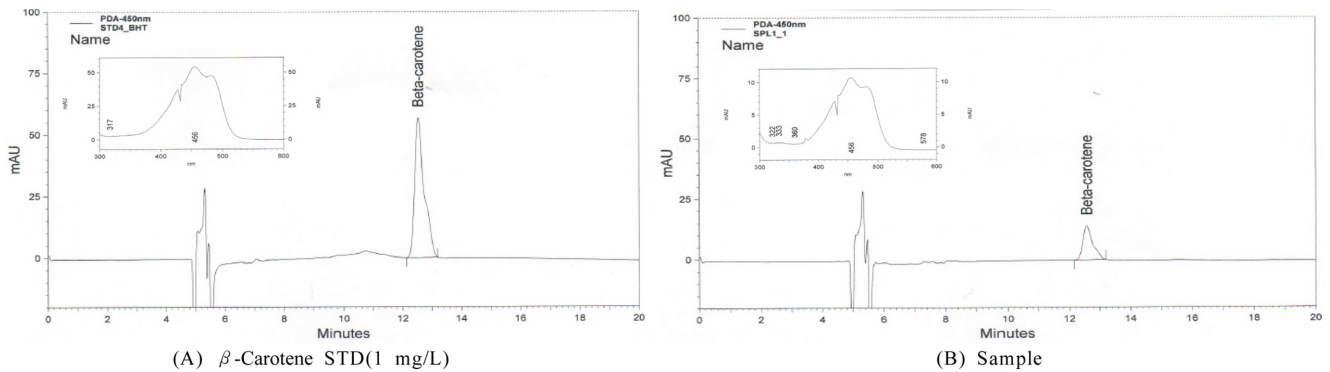 PDA-450nm
STD4_BHT
Name
mAU
100
75
50
25
0
0 2 4 6 8 10 12 14 16 18 20
Minutes
Beta-carotene
50
25
0
mAU
317
456
50
25
0
mAU
300 400 500 600
nm
(A) β-Carotene STD(1 mg/L)
PDA-450nm
SPL1_1
Name
mAU
100
75
50
25
0
0 2 4 6 8 10 12 14 16 18 20
Minutes
Beta-carotene
10
5
0
mAU
322
333
360
456
578
10
5
0
mAU
300 400 500 600
nm
(B) Sample